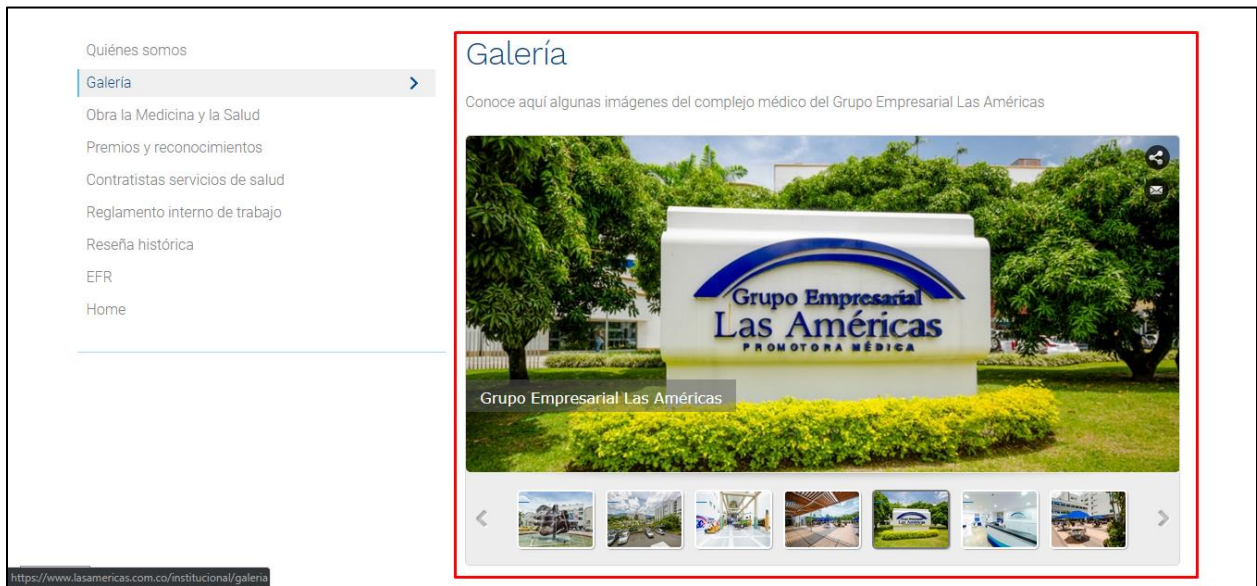 Quiénes somos
Galería
Obra la Medicina y la Salud
Premios y reconocimientos
Contratistas servicios de salud
Reglamento interno de trabajo
Reseña histórica
EFR
Home
Galería
Conoce aquí algunas imágenes del complejo médico del Grupo Empresarial Las Américas
Grupo Empresarial
Las Américas
PROMOTORA MÉDICA
Grupo Empresarial Las Américas
https://www.lasamericas.com.co/institucional/galeria